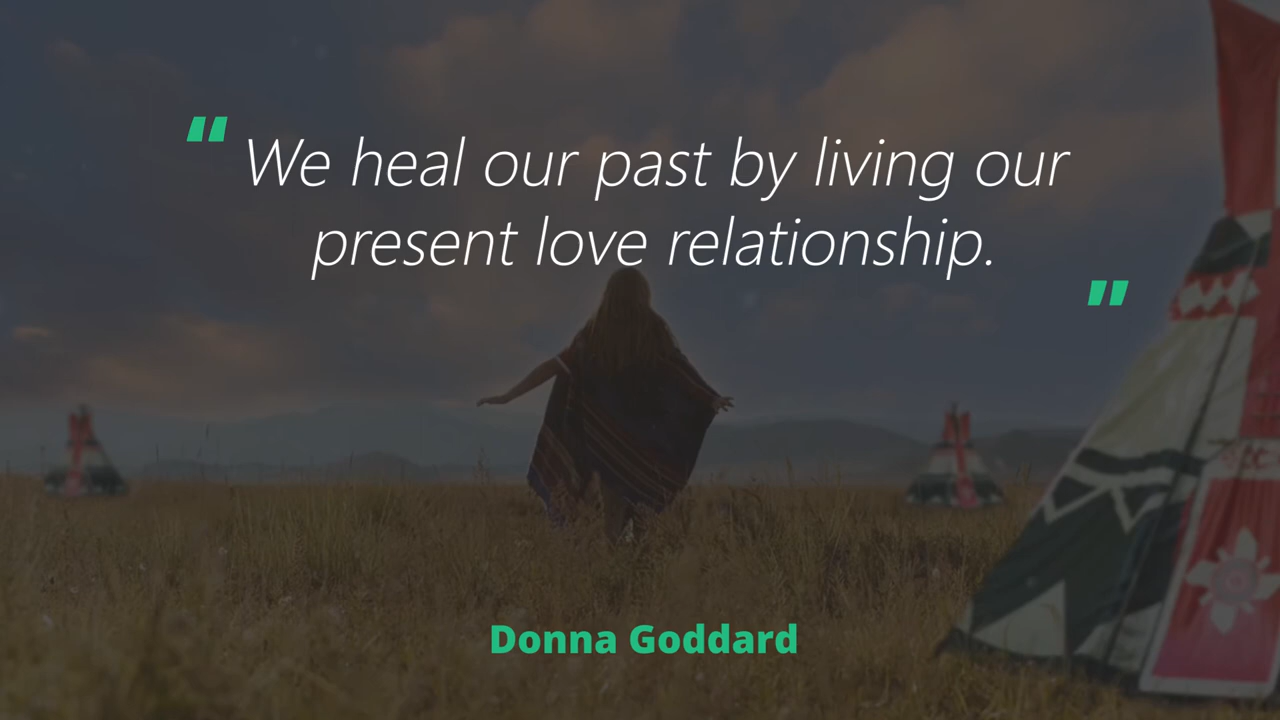 " We heal our past by living our
present love relationship. "
Donna Goddard